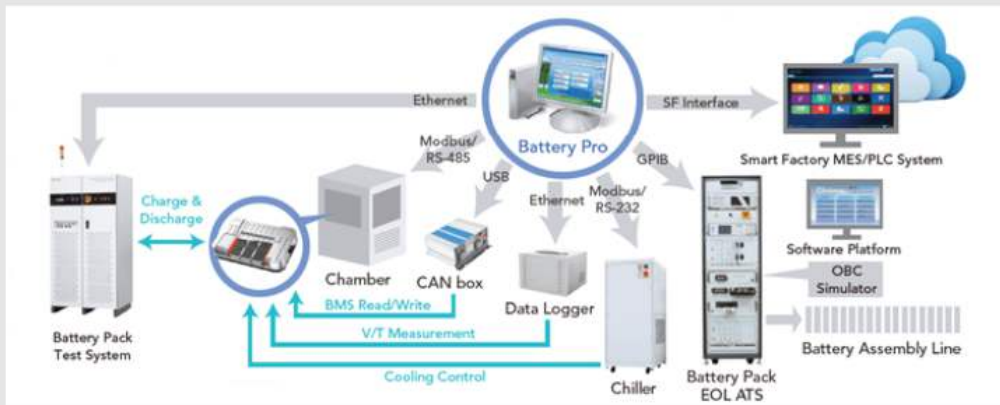 Ethernet
SF Interface
Battery Pro
Modbus/
RS-485
USB
Ethernet
Modbus/
RS-232
GPIB
Smart Factory MES/PLC System
Charge &
Discharge
Chamber
CAN box
Data Logger
Software Platform
OBC
Simulator
BMS Read/Write
V/T Measurement
Cooling Control
Battery Pack
Test System
Chiller
Battery Pack
EOL ATS
Battery Assembly Line